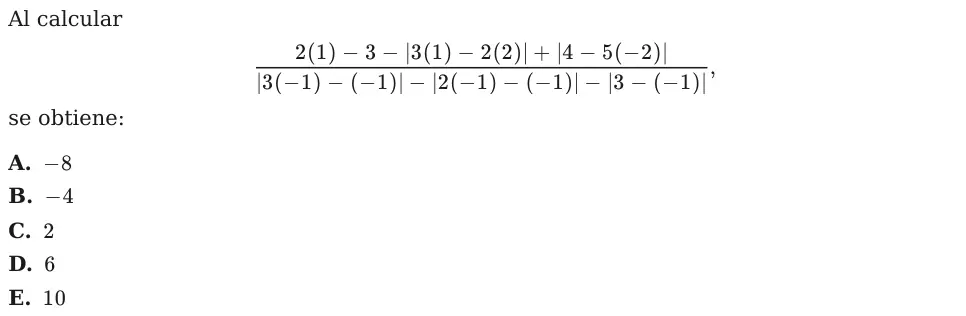 Al calcular
2(1) − 3 − |3(1) − 2(2)| + |4 − 5(−2)|
|3(−1) − (−1)| − |2(−1) − (−1)| − |3 − (−1)|,
se obtiene:
A. −8
B. −4
C. 2
D. 6
E. 10